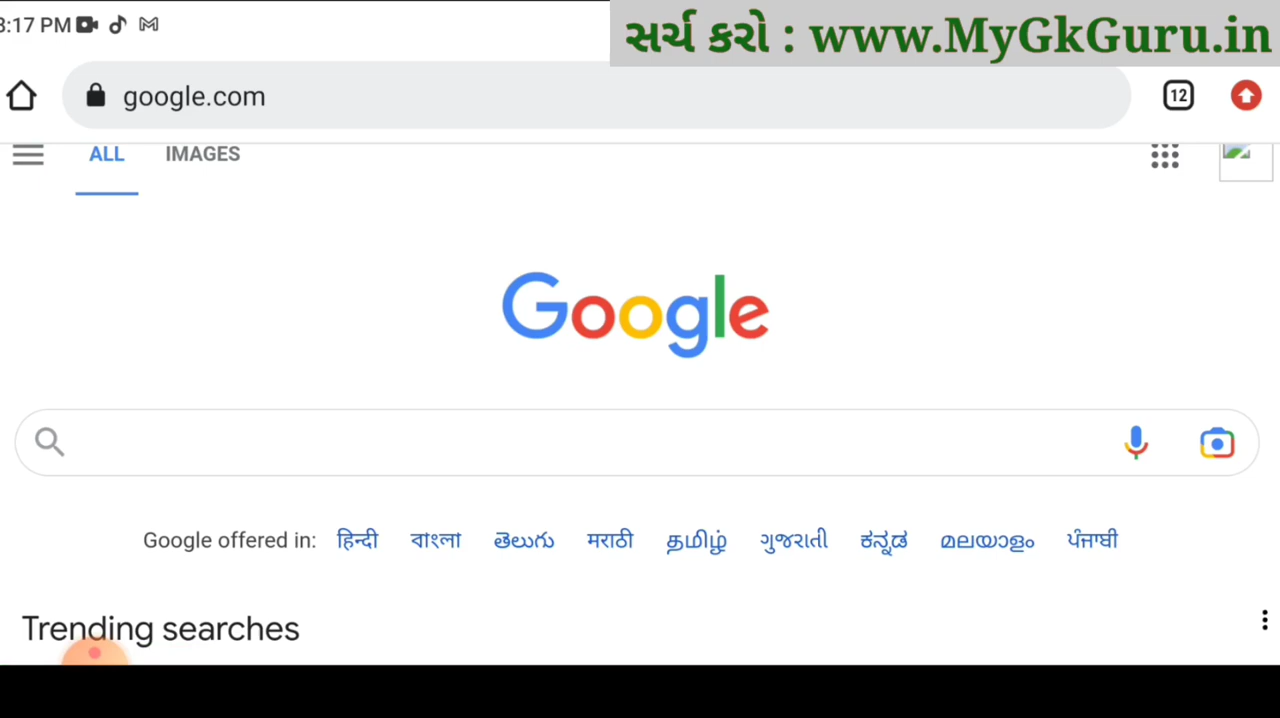 3:17 PM
સર્ચ કરો : www.MyGkGuru.in
google.com
12
ALL IMAGES
Google
Google offered in: हिन्दी বাংলা తెలుగు मराठी தமிழ் ગુજરાતી ಕನ್ನಡ മലയാളം ਪੰਜਾਬੀ
Trending searches